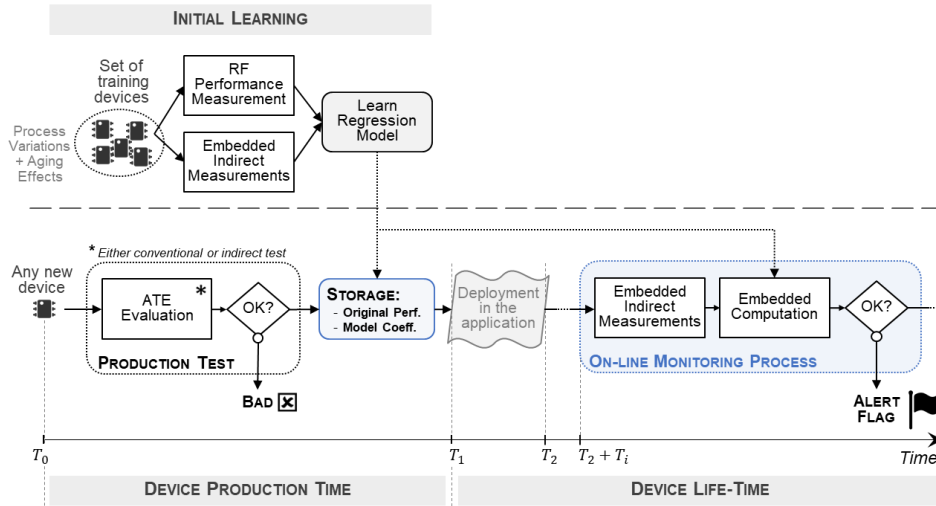 INITIAL LEARNING
Set of
training
devices
Process
Variations
+ Aging
Effects
RF
Performance
Measurement
Embedded
Indirect
Measurements
Learn
Regression
Model
* Either conventional or indirect test
Any new
device
ATE
Evaluation
*
OK?
PRODUCTION TEST
BAD
STORAGE:
- Original Perf.
- Model Coeff.
Deployment
in the
application
Embedded
Indirect
Measurements
Embedded
Computation
OK?
ON-LINE MONITORING PROCESS
ALERT
FLAG
T0
T1
T2
T2 + Ti
Time
DEVICE PRODUCTION TIME
DEVICE LIFE-TIME